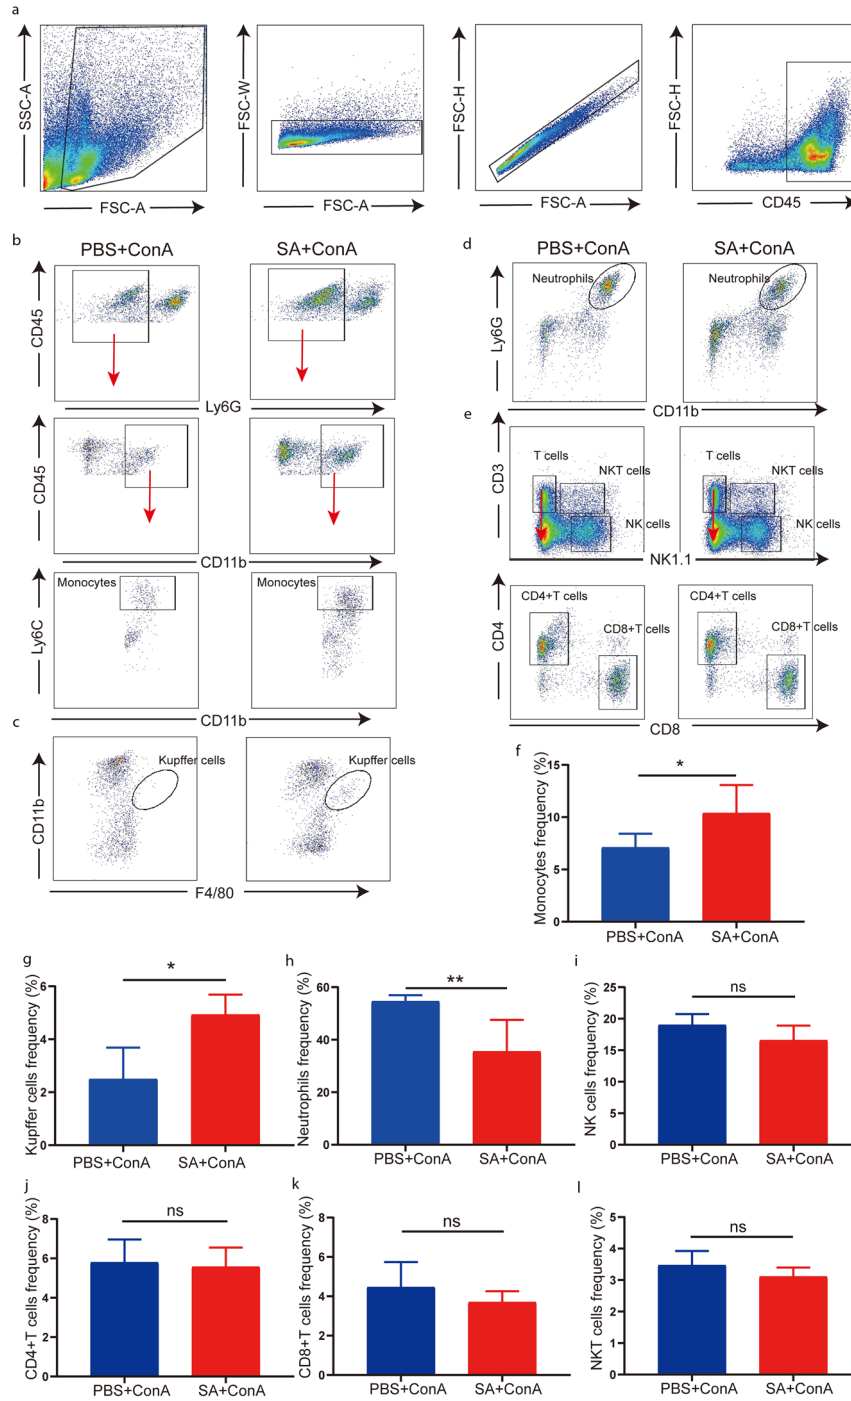 a
SSC-A
FSC-A
FSC-W
FSC-A
FSC-H
FSC-A
FSC-H
CD45
b
PBS+ConA
SA+ConA
CD45
Ly6G
CD45
CD11b
Monocytes
Monocytes
Ly6C
CD11b
c
Kupffer cells
Kupffer cells
CD11b
F4/80
d
PBS+ConA
SA+ConA
Neutrophils
Neutrophils
Ly6G
CD11b
e
T cells
NKT cells
NK cells
T cells
NKT cells
NK cells
CD3
NK1.1
CD4+T cells
CD8+T cells
CD4+T cells
CD8+T cells
CD4
CD8
f
Monocytes frequency (%)
15
10
5
0
*
PBS+ConA
SA+ConA
g
Kupffer cells frequency (%)
6
4
2
0
*
PBS+ConA
SA+ConA
h
Neutrophils frequency (%)
60
40
20
0
**
PBS+ConA
SA+ConA
i
NK cells frequency (%)
25
20
15
10
5
0
ns
PBS+ConA
SA+ConA
j
CD4+T cells frequency (%)
8
6
4
2
0
ns
PBS+ConA
SA+ConA
k
CD8+T cells frequency (%)
8
6
4
2
0
ns
PBS+ConA
SA+ConA
l
NKT cells frequency (%)
5
4
3
2
1
0
ns
PBS+ConA
SA+ConA